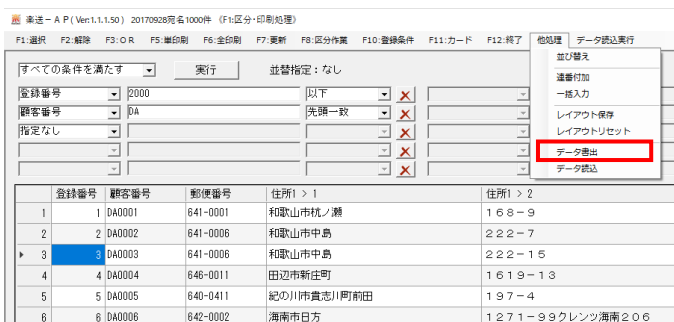 楽送－ＡＰ( Ver:1.1.1.50 )　20170928宛名1000件　《F1:区分・印刷処理》
F1:選択　F2:解除　F3:ＯＲ　F5:単印刷　F6:全印刷　F7:更新　F8:区分作業　F10:登録条件　F11:カード　F12:終了　他処理　データ読込実行
すべての条件を満たす　実行　並替指定：なし
登録番号　2000　以下
顧客番号　DA　先頭一致
指定なし
並び替え
連番付加
一括入力
レイアウト保存
レイアウトリセット
データ書出
データ読込
登録番号　顧客番号　郵便番号　住所1 > 1　住所1 > 2
1　1　DA0001　641-0001　和歌山市杭ノ瀬　１６８－９
2　2　DA0002　641-0006　和歌山市中島　２２２－７
3　3　DA0003　641-0006　和歌山市中島　２２２－１５
4　4　DA0004　646-0011　田辺市新庄町　１６１９－１３
5　5　DA0005　640-0411　紀の川市貴志川町前田　１９７－４
6　6　DA0006　642-0002　海南市日方　１２７１－９９クレンツ海南２０６